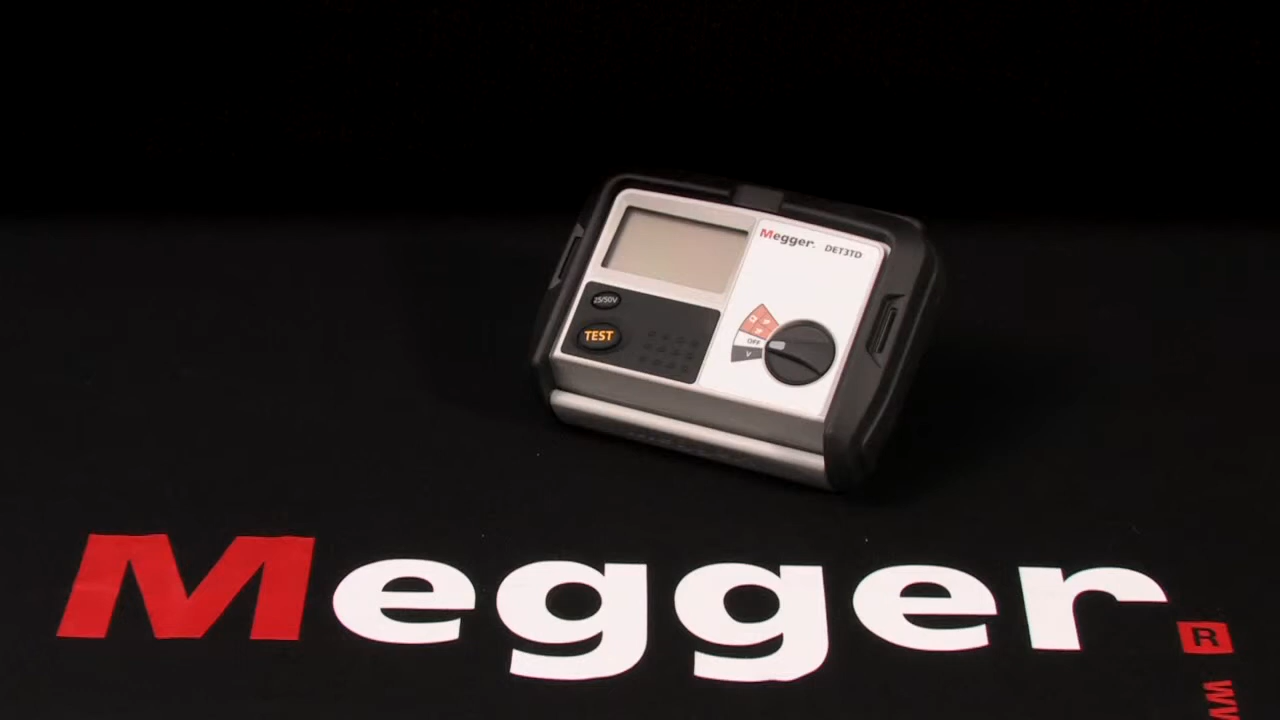 Megger. DET3TD
25/50V
TEST
OFF
V
Megger.
R
W